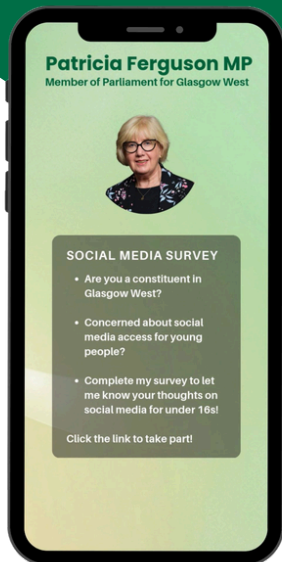 Patricia Ferguson MP
Member of Parliament for Glasgow West
SOCIAL MEDIA SURVEY
• Are you a constituent in
Glasgow West?
• Concerned about social
media access for young
people?
• Complete my survey to let
me know your thoughts on
social media for under 16s!
Click the link to take part!